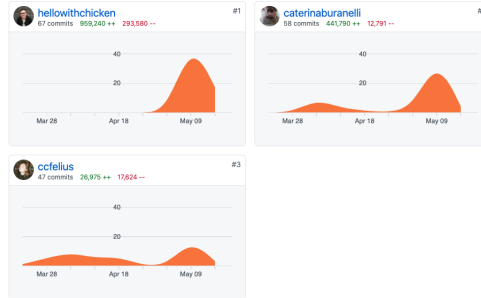 hellowithchicken #1
67 commits 959,240 ++ 293,580 --
40
20
Mar 28 Apr 18 May 09
caterinaburanelli
58 commits 441,790 ++ 12,791 --
40
20
Mar 28 Apr 18 May 09
ccfelius #3
47 commits 26,975 ++ 17,624 --
40
20
Mar 28 Apr 18 May 09